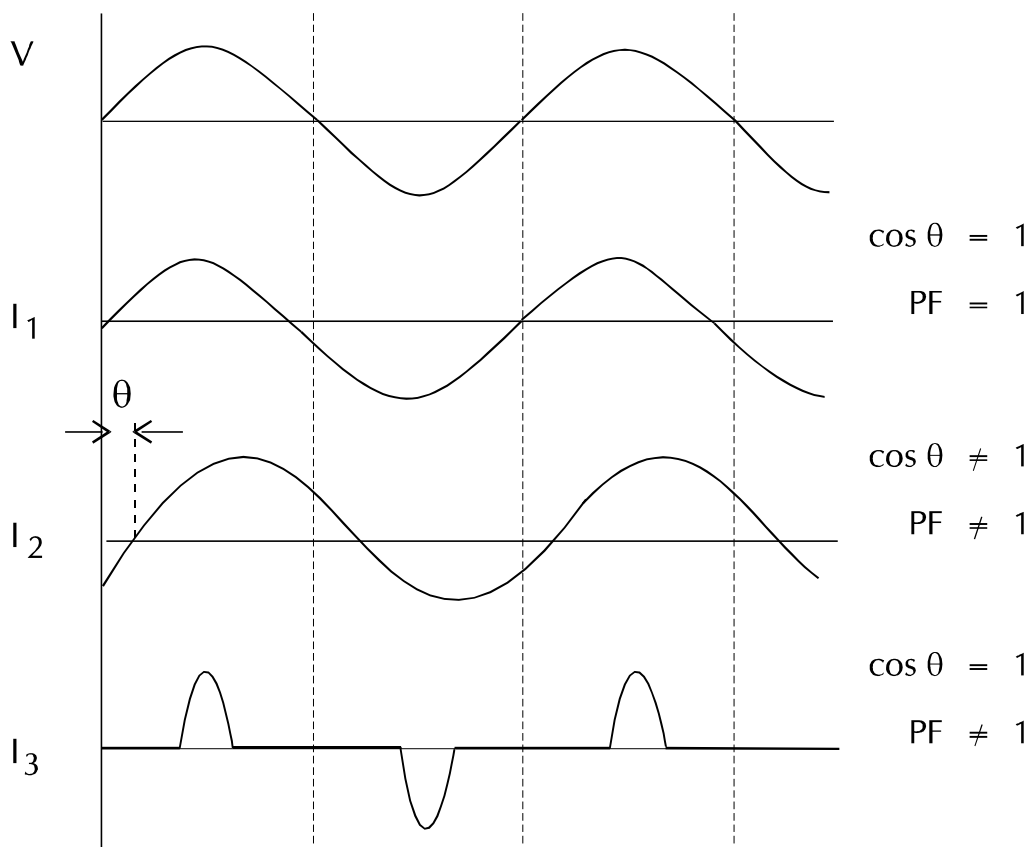 V
cos θ = 1
PF = 1
I1
θ
cos θ ≠ 1
PF ≠ 1
I2
cos θ = 1
PF ≠ 1
I3